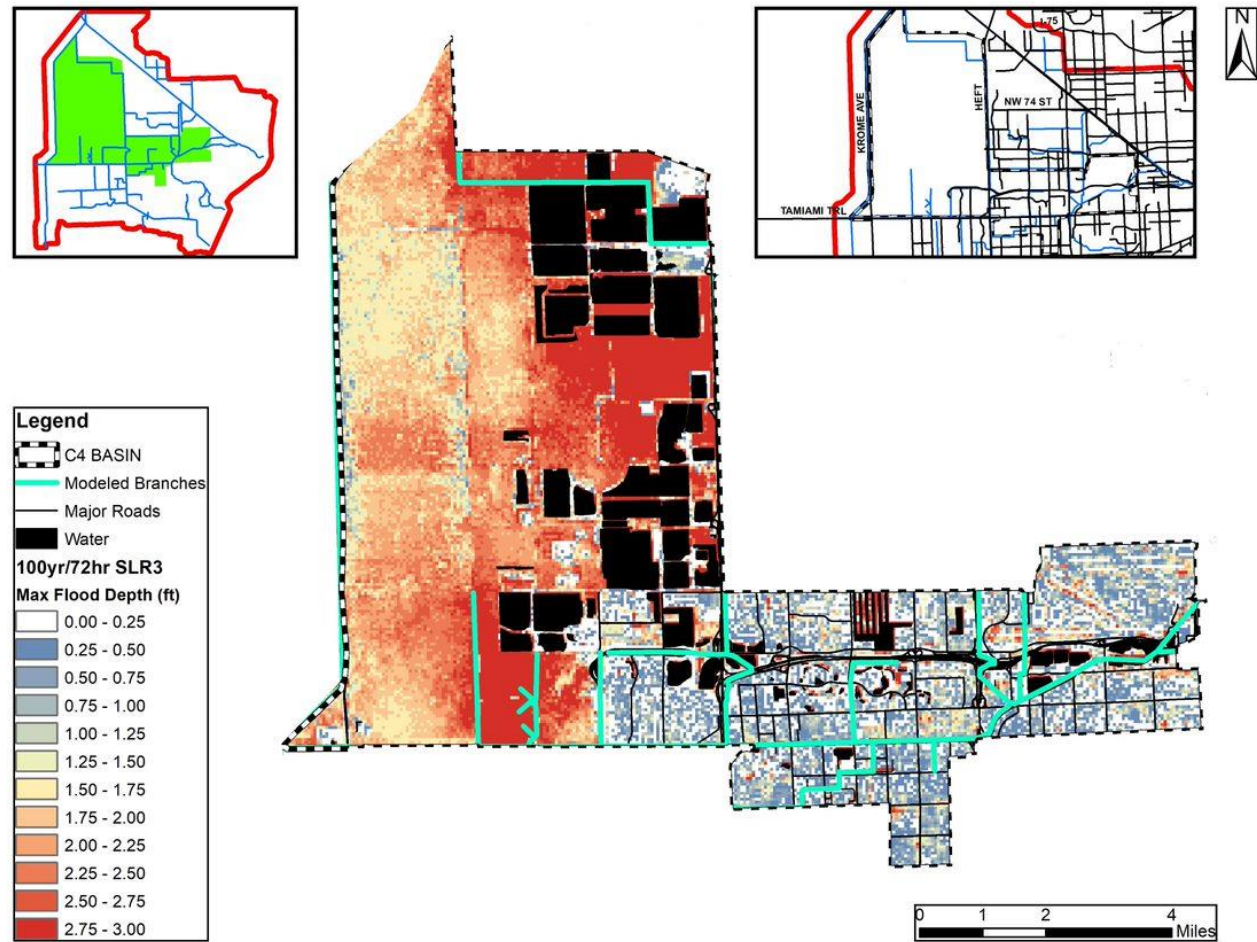 I-75
NW 74 ST
HEFT
KROME AVE
TAMIAMI TRL
N
Legend
C4 BASIN
Modeled Branches
Major Roads
Water
100yr/72hr SLR3
Max Flood Depth (ft)
0.00 - 0.25
0.25 - 0.50
0.50 - 0.75
0.75 - 1.00
1.00 - 1.25
1.25 - 1.50
1.50 - 1.75
1.75 - 2.00
2.00 - 2.25
2.25 - 2.50
2.50 - 2.75
2.75 - 3.00
0 1 2 4
Miles